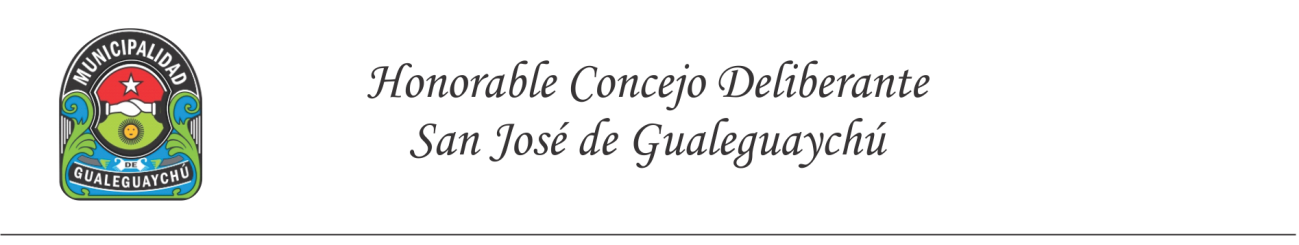 MUNICIPALIDAD
DE
GUALEGUAYCHÚ
Honorable Concejo Deliberante
San José de Gualeguaychú